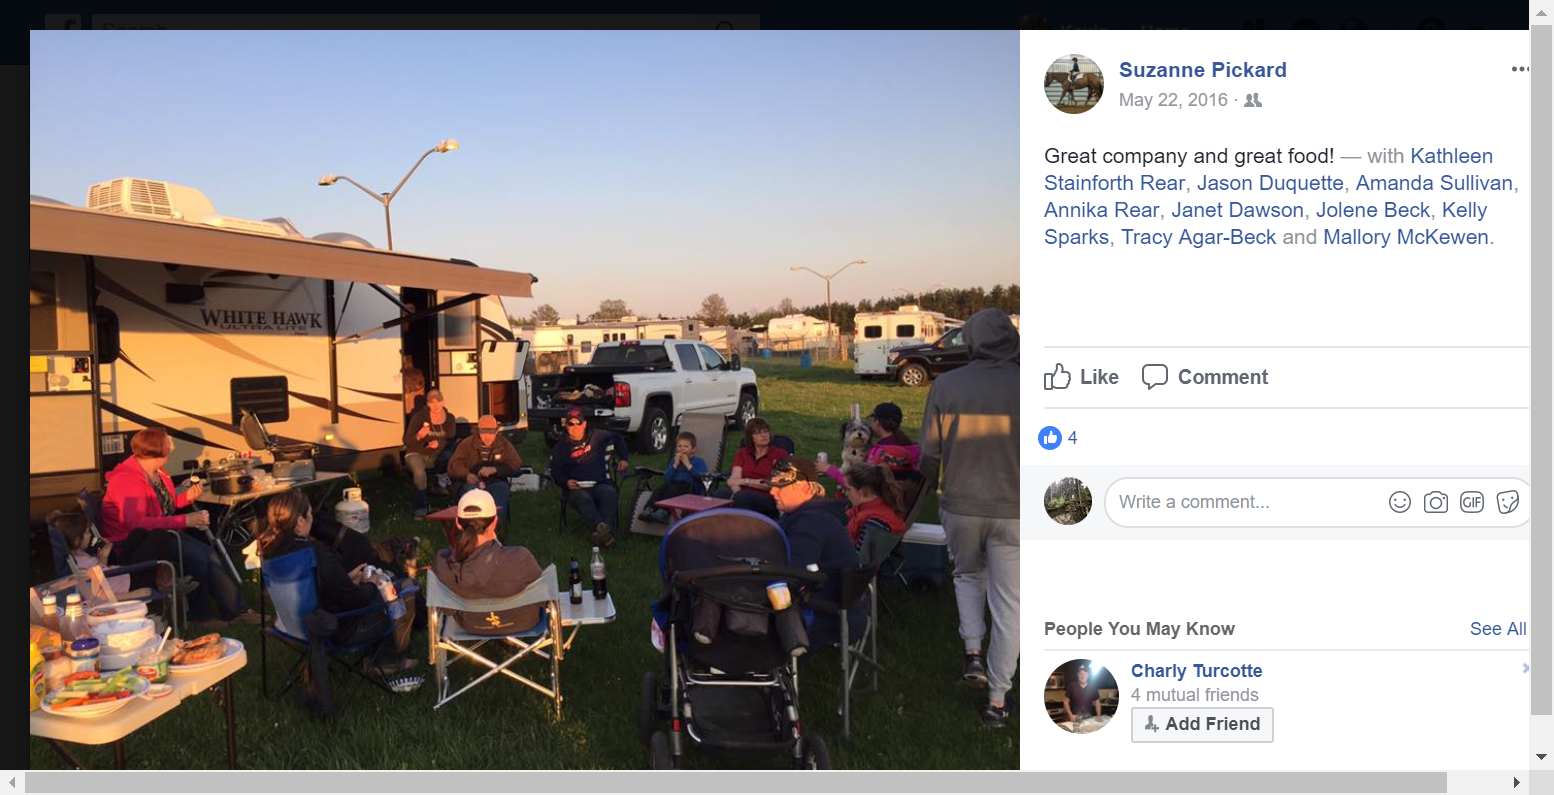 Search
Suzanne Pickard
May 22, 2016 ·
Great company and great food! — with Kathleen
Stainforth Rear, Jason Duquette, Amanda Sullivan,
Annika Rear, Janet Dawson, Jolene Beck, Kelly
Sparks, Tracy Agar-Beck and Mallory McKewen.
WHITE HAWK
ULTRA LITE
Like
Comment
4
Write a comment...
GIF
People You May Know
See All
Charly Turcotte
4 mutual friends
Add Friend